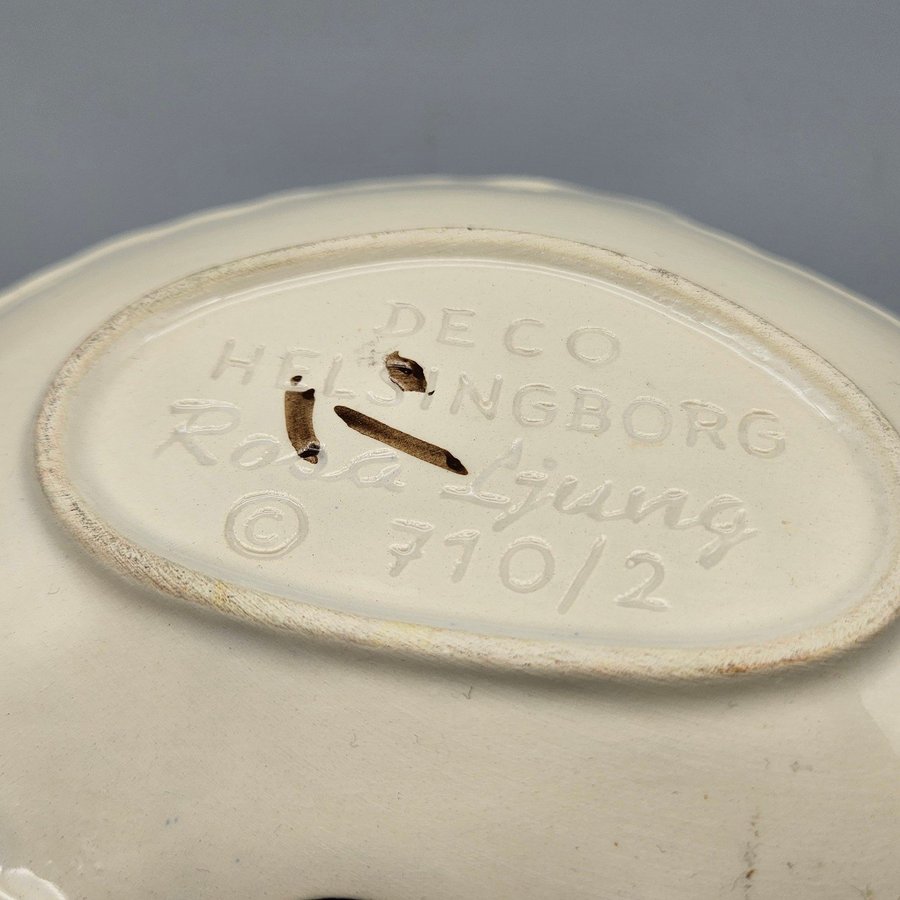 DECO
HELSINGBORG
Rosa Ljung
© 710/2